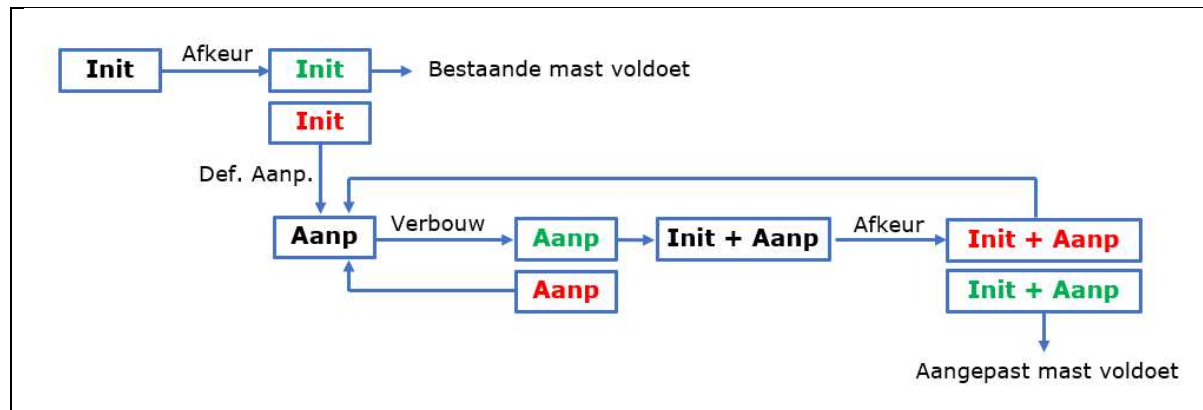 Afkeur
Init
Init
Bestaande mast voldoet
Init
Def. Aanp.
Aanp
Verbouw
Aanp
Init + Aanp
Afkeur
Init + Aanp
Aanp
Init + Aanp
Aangepast mast voldoet